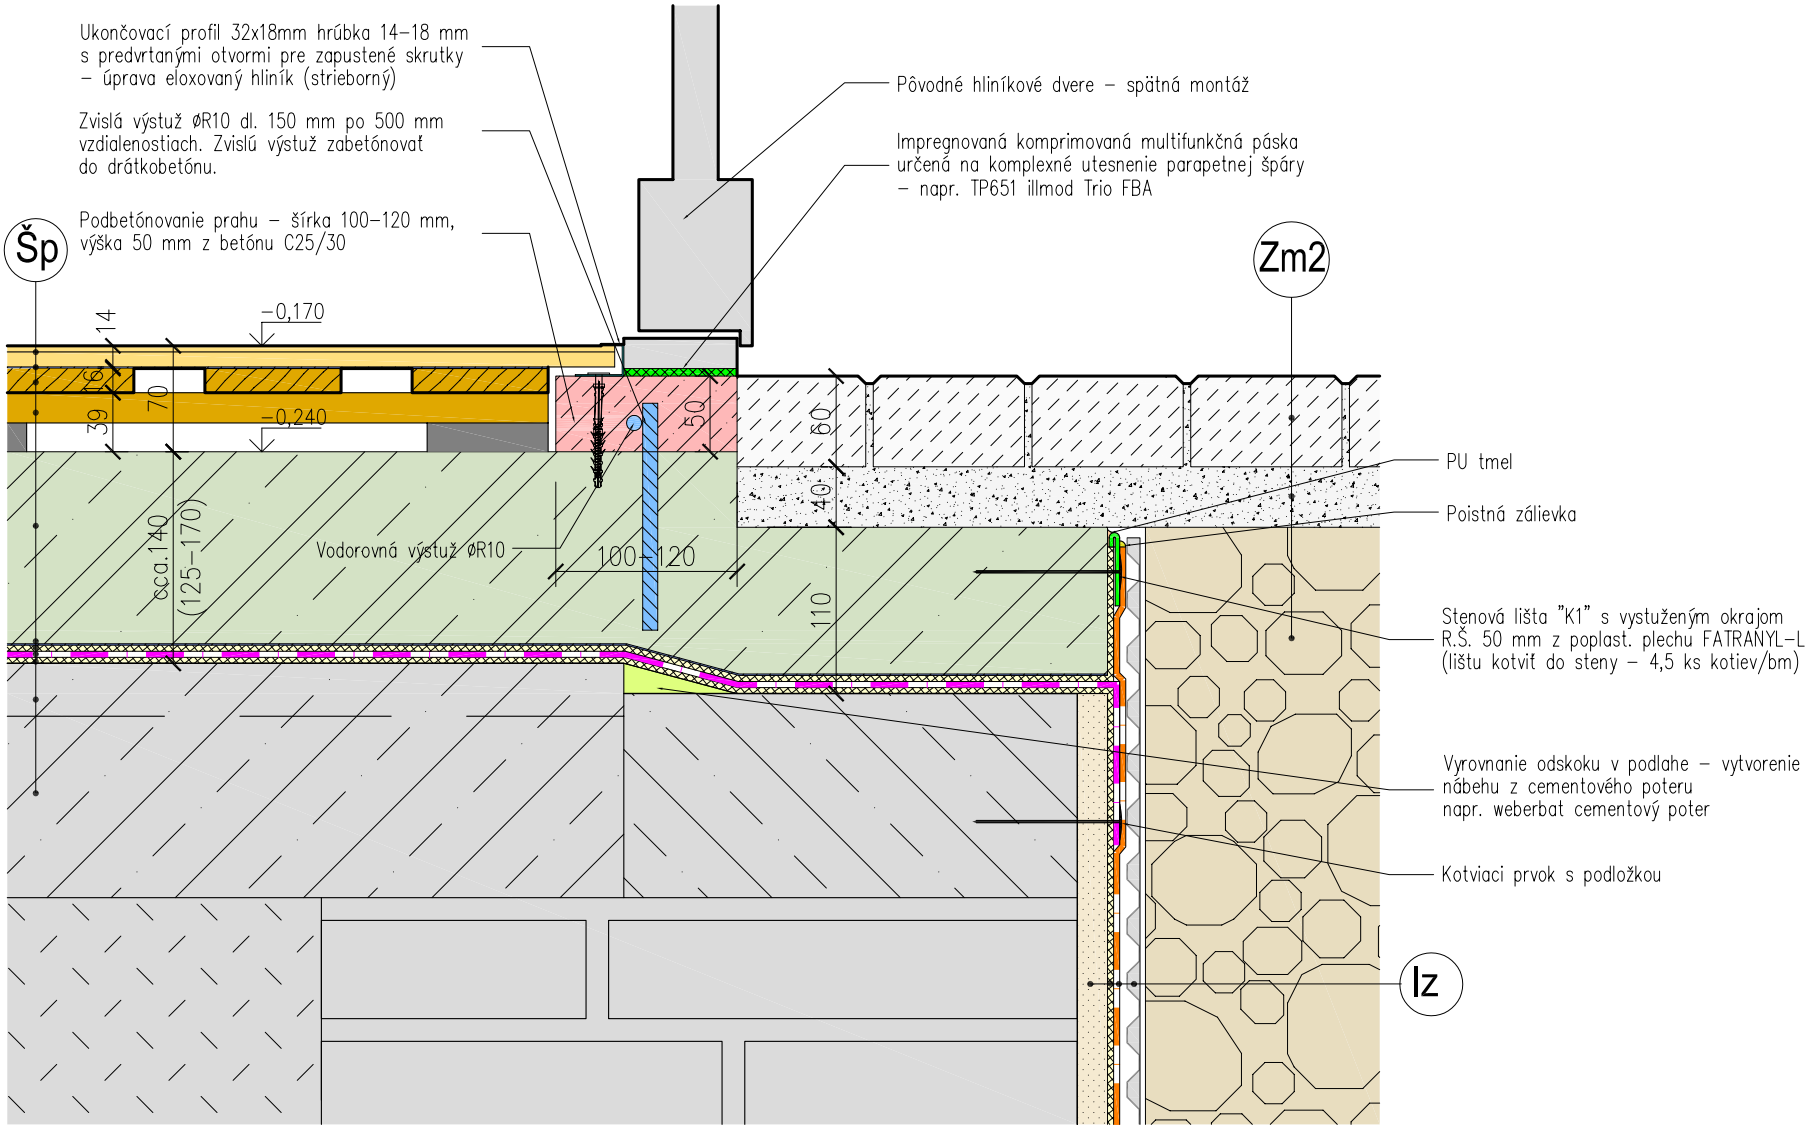 Ukončovací profil 32x18mm hrúbka 14-18 mm
s predvrtanými otvormi pre zapustené skrutky
- úprava eloxovaný hliník (strieborný)
Zvislá výstuž øR10 dl. 150 mm po 500 mm
vzdialenostiach. Zvislú výstuž zabetónovať
do drátkobetónu.
Podbetónovanie prahu - šírka 100-120 mm,
výška 50 mm z betónu C25/30
Šp
Pôvodné hliníkové dvere - spätná montáž
Impregnovaná komprimovaná multifunkčná páska
určená na komplexné utesnenie parapetnej špáry
- napr. TP651 illmod Trio FBA
Zm2
-0,170
14
16
39
70
-0,240
50
60
40
110
cca.140
(125-170)
Vodorovná výstuž øR10
100-120
PU tmel
Poistná zálievka
Stenová lišta "K1" s vystuženým okrajom
R.Š. 50 mm z poplast. plechu FATRANYL-L
(lištu kotviť do steny - 4,5 ks kotiev/bm)
Vyrovnanie odskoku v podlahe - vytvorenie
nábehu z cementového poteru
napr. weberbat cementový poter
Kotviaci prvok s podložkou
Iz